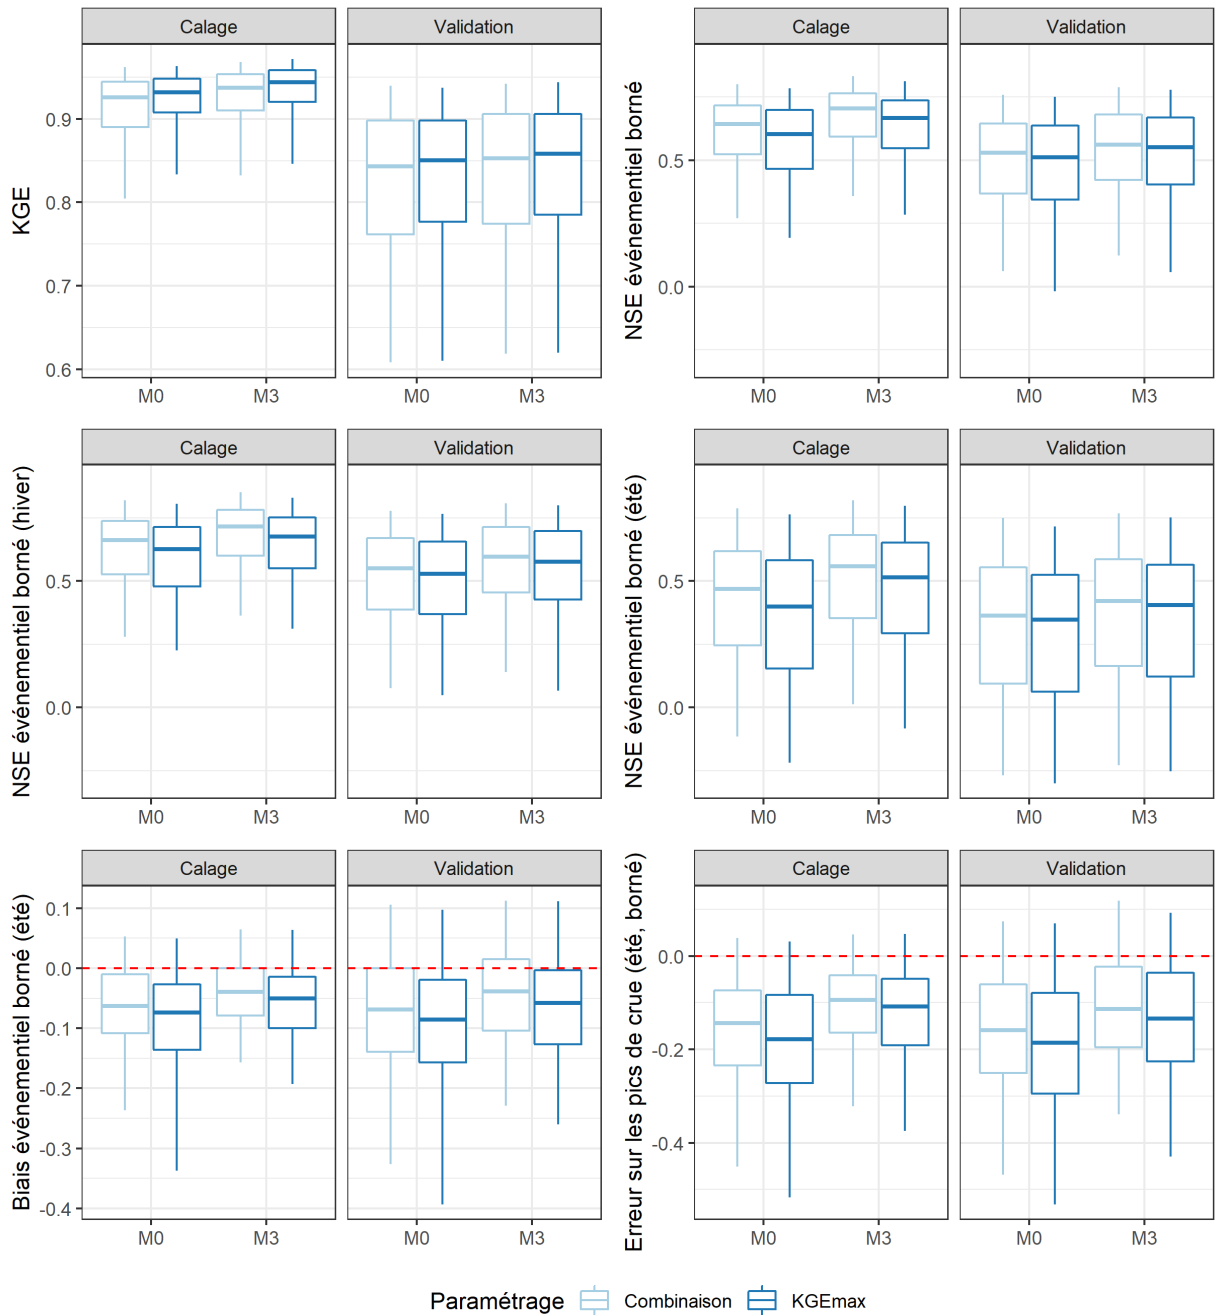 Calage
Validation
KGE
0.9
0.8
0.7
0.6
M0
M3
M0
M3
Calage
Validation
NSE événementiel borné
0.5
0.0
M0
M3
M0
M3
Calage
Validation
NSE événementiel borné (hiver)
0.5
0.0
M0
M3
M0
M3
Calage
Validation
NSE événementiel borné (été)
0.5
0.0
M0
M3
M0
M3
Calage
Validation
Biais événementiel borné (été)
0.1
0.0
-0.1
-0.2
-0.3
-0.4
M0
M3
M0
M3
Calage
Validation
Erreur sur les pics de crue (été, borné)
0.0
-0.2
-0.4
M0
M3
M0
M3
Paramétrage Combinaison KGEmax